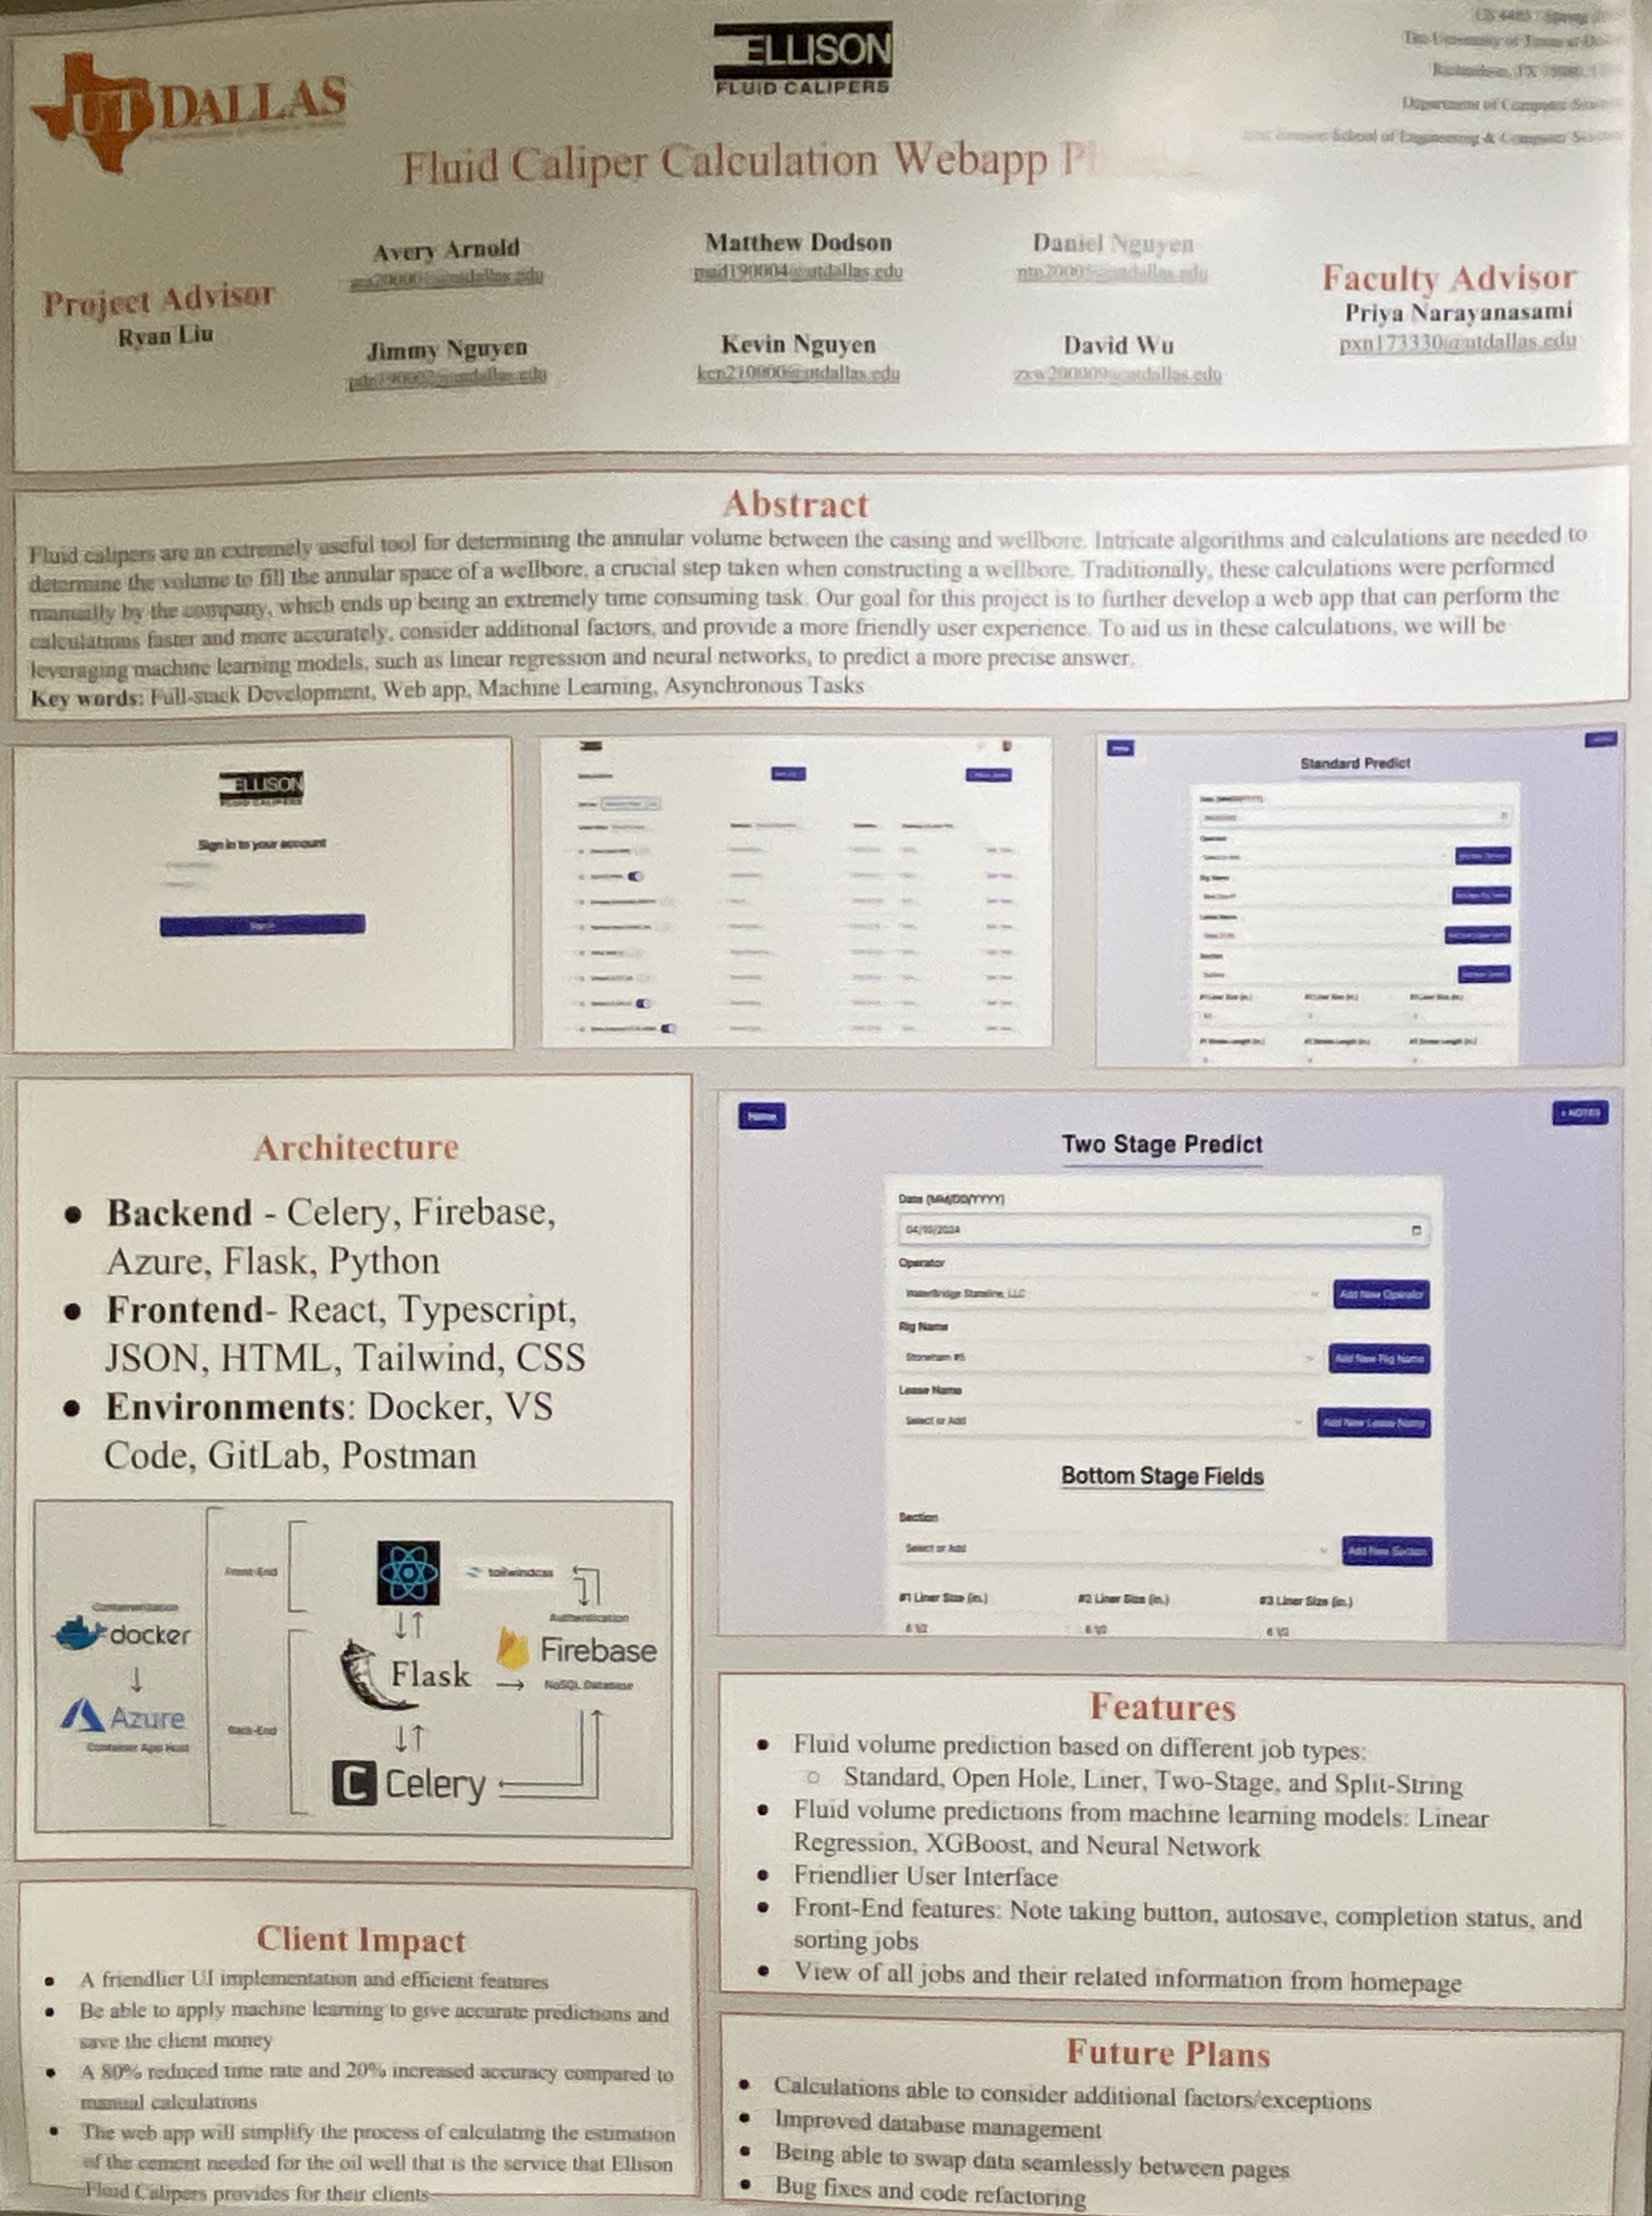 UT DALLAS
ELLISON
FLUID CALIPERS
The University of Texas at
Department of Computer
School of Engineering & Computer
Fluid Caliper Calculation Webapp
Project Advisor
Ryan Liu
Avery Arnold
Matthew Dodson
mad190004@utdallas.edu
Daniel Nguyen
Jimmy Nguyen
Kevin Nguyen
kcn210000@utdallas.edu
David Wu
zxw200009@utdallas.edu
Faculty Advisor
Priya Narayanasami
pxn173330@utdallas.edu
Abstract
Fluid calipers are an extremely useful tool for determining the annular volume between the casing and wellbore. Intricate algorithms and calculations are needed to
determine the volume to fill the annular space of a wellbore, a crucial step taken when constructing a wellbore. Traditionally, these calculations were performed
manually by the company, which ends up being an extremely time consuming task. Our goal for this project is to further develop a web app that can perform the
calculations faster and more accurately, consider additional factors, and provide a more friendly user experience. To aid us in these calculations, we will be
leveraging machine learning models, such as linear regression and neural networks, to predict a more precise answer.
Key words: Full-stack Development, Web app, Machine Learning, Asynchronous Tasks
ELLISON
FLUID CALIPERS
Sign in to your account
Standard Predict
Architecture
● Backend - Celery, Firebase,
Azure, Flask, Python
● Frontend- React, Typescript,
JSON, HTML, Tailwind, CSS
● Environments: Docker, VS
Code, GitLab, Postman
Front-End
tailwindcss
Containerization
docker
Authentication
Firebase
Flask
NoSQL Database
Azure
Container App Host
Back-End
Celery
Home
+ NOTES
Two Stage Predict
Date (MM/DD/YYYY)
04/10/2024
Operator
WaterBridge Stateline, LLC
Add New Operator
Rig Name
Stoneham #5
Add New Rig Name
Lease Name
Select or Add
Add New Lease Name
Bottom Stage Fields
Section
Select or Add
Add New Section
#1 Liner Size (in.)
#2 Liner Size (in.)
#3 Liner Size (in.)
6 1/2
6 1/2
6 1/2
Features
● Fluid volume prediction based on different job types:
○ Standard, Open Hole, Liner, Two-Stage, and Split-String
● Fluid volume predictions from machine learning models: Linear
Regression, XGBoost, and Neural Network
● Friendlier User Interface
● Front-End features: Note taking button, autosave, completion status, and
sorting jobs
● View of all jobs and their related information from homepage
Client Impact
● A friendlier UI implementation and efficient features
● Be able to apply machine learning to give accurate predictions and
save the client money
● A 80% reduced time rate and 20% increased accuracy compared to
manual calculations
● The web app will simplify the process of calculating the estimation
of the cement needed for the oil well that is the service that Ellison
Fluid Calipers provides for their clients
Future Plans
● Calculations able to consider additional factors/exceptions
● Improved database management
● Being able to swap data seamlessly between pages
● Bug fixes and code refactoring